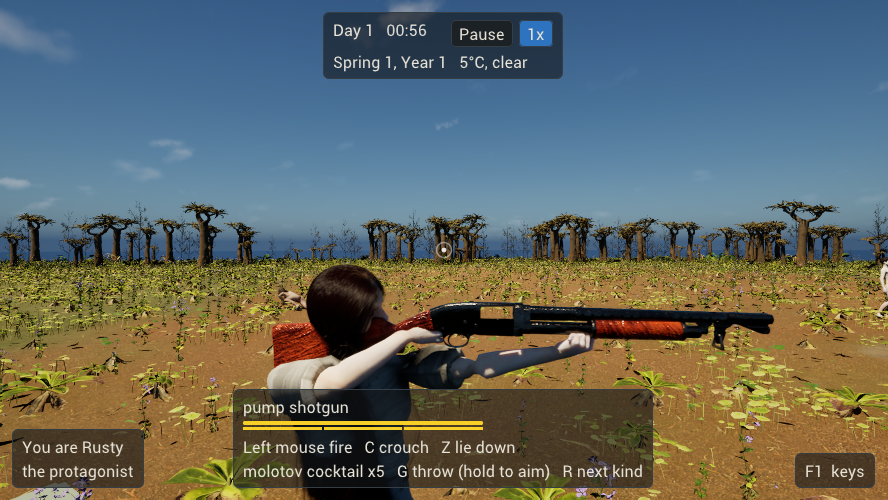 Day 1 00:56 Pause 1x
Spring 1, Year 1 5°C, clear
pump shotgun
Left mouse fire C crouch Z lie down
molotov cocktail x5 G throw (hold to aim) R next kind
You are Rusty
the protagonist
F1 keys